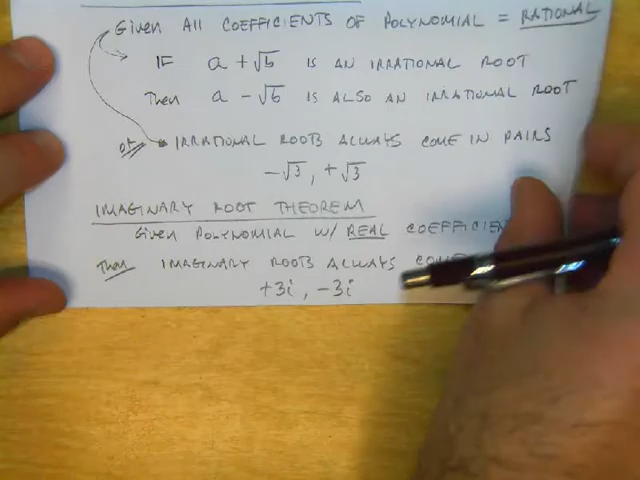 Given ALL COEFFICIENTS OF POLYNOMIAL = RATIONAL
IF a + √b IS AN IRRATIONAL ROOT
Then a - √b IS ALSO AN IRRATIONAL ROOT
OR IRRATIONAL ROOTS ALWAYS COME IN PAIRS
-√3, +√3
IMAGINARY ROOT THEOREM
Given POLYNOMIAL W/ REAL COEFFICIEN
Then IMAGINARY ROOTS ALWAYS COME
+3i, -3i